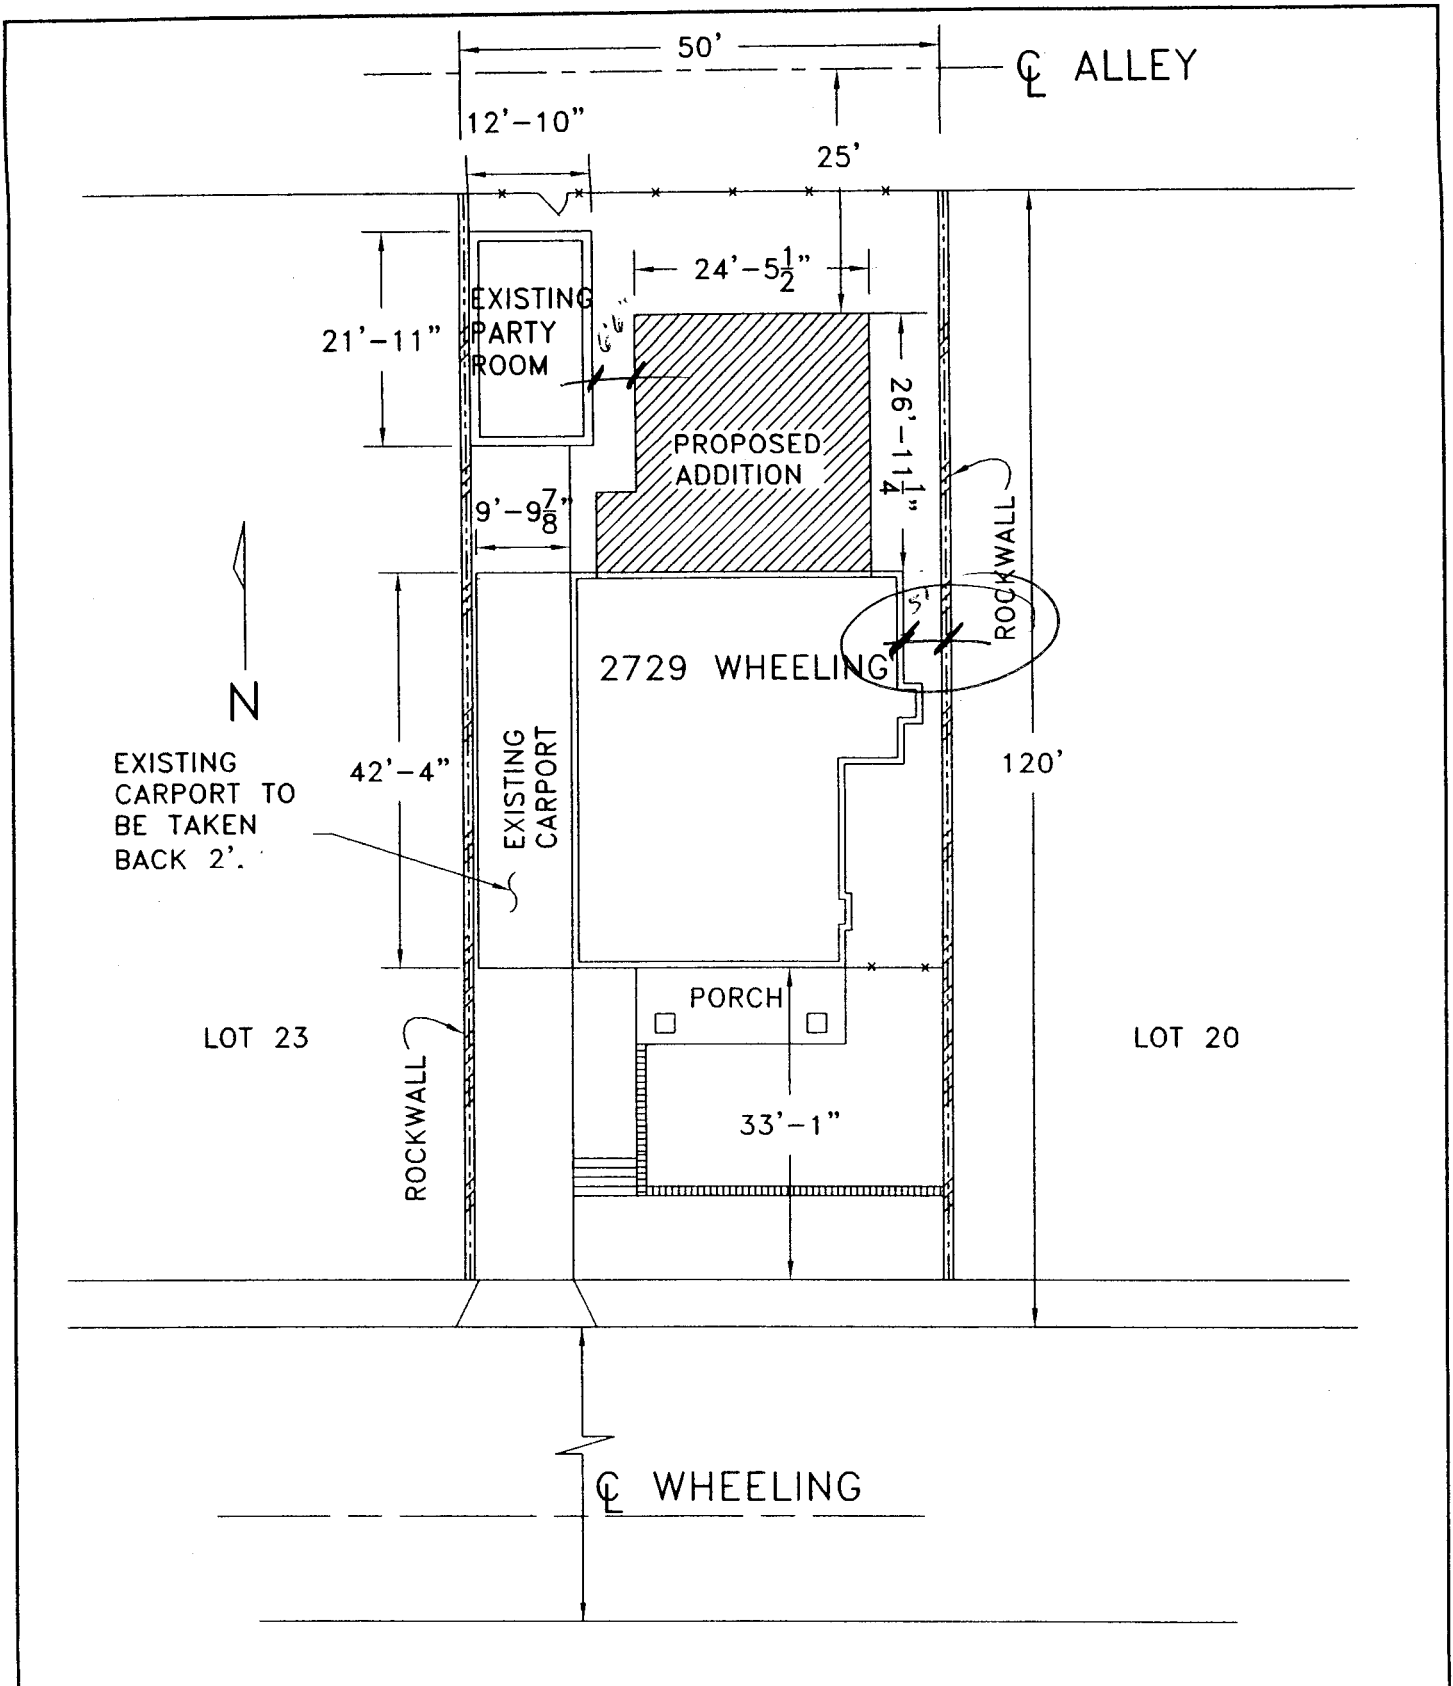 50'
℄ ALLEY
12'-10"
25'
24'-5½"
EXISTING
PARTY
ROOM
6'6"
21'-11"
26'-11¼"
PROPOSED
ADDITION
9'-9⅞"
ROCKWALL
5'
2729 WHEELING
N
EXISTING
CARPORT TO
BE TAKEN
BACK 2'.
42'-4"
EXISTING
CARPORT
120'
PORCH
LOT 23
LOT 20
ROCKWALL
33'-1"
℄ WHEELING